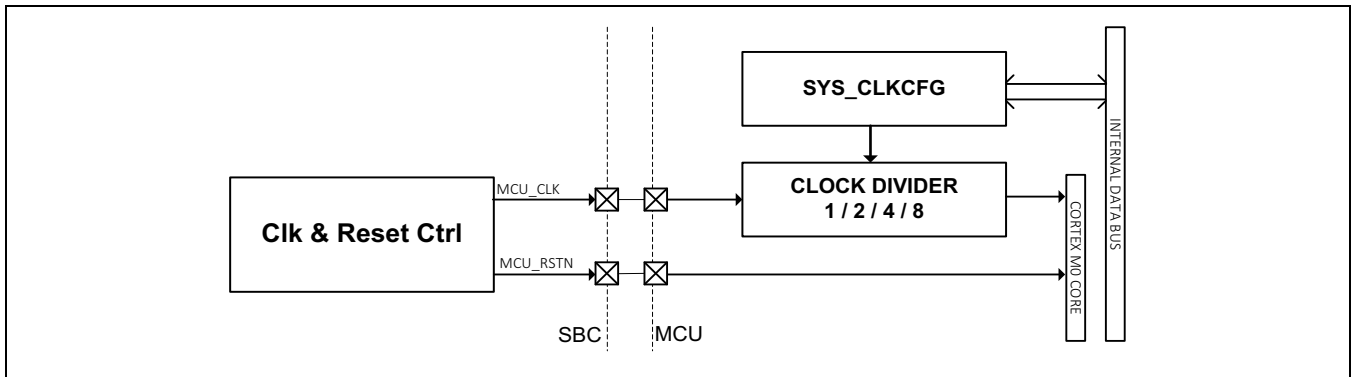 SYS_CLKCFG
INTERNAL DATA BUS
MCU_CLK
CLOCK DIVIDER
1 / 2 / 4 / 8
Clk & Reset Ctrl
CORTEX M0 CORE
MCU_RSTN
SBC
MCU